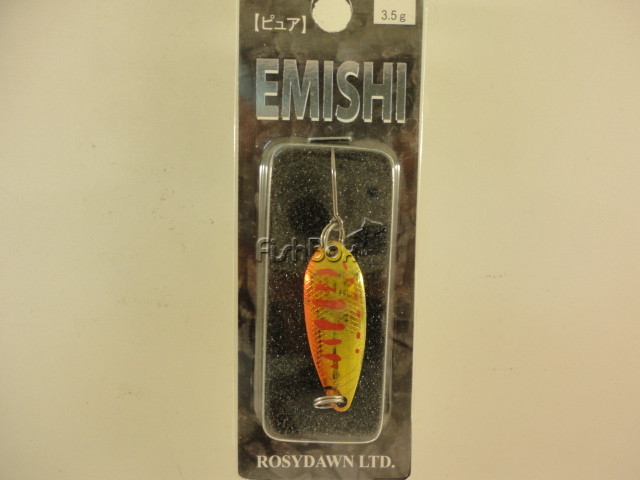 【ピュア】
3.5g
EMISHI
FishBox
ROSYDAWN LTD.